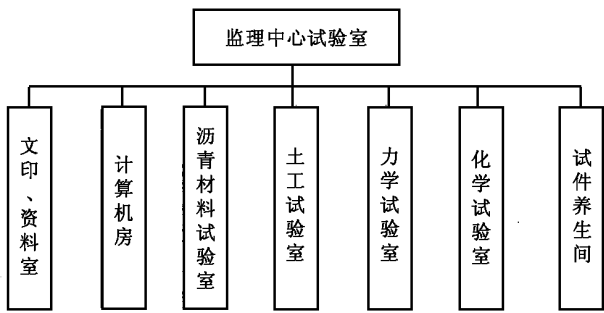 监理中心试验室
文印、资料室
计算机房
沥青材料试验室
土工试验室
力学试验室
化学试验室
试件养生间